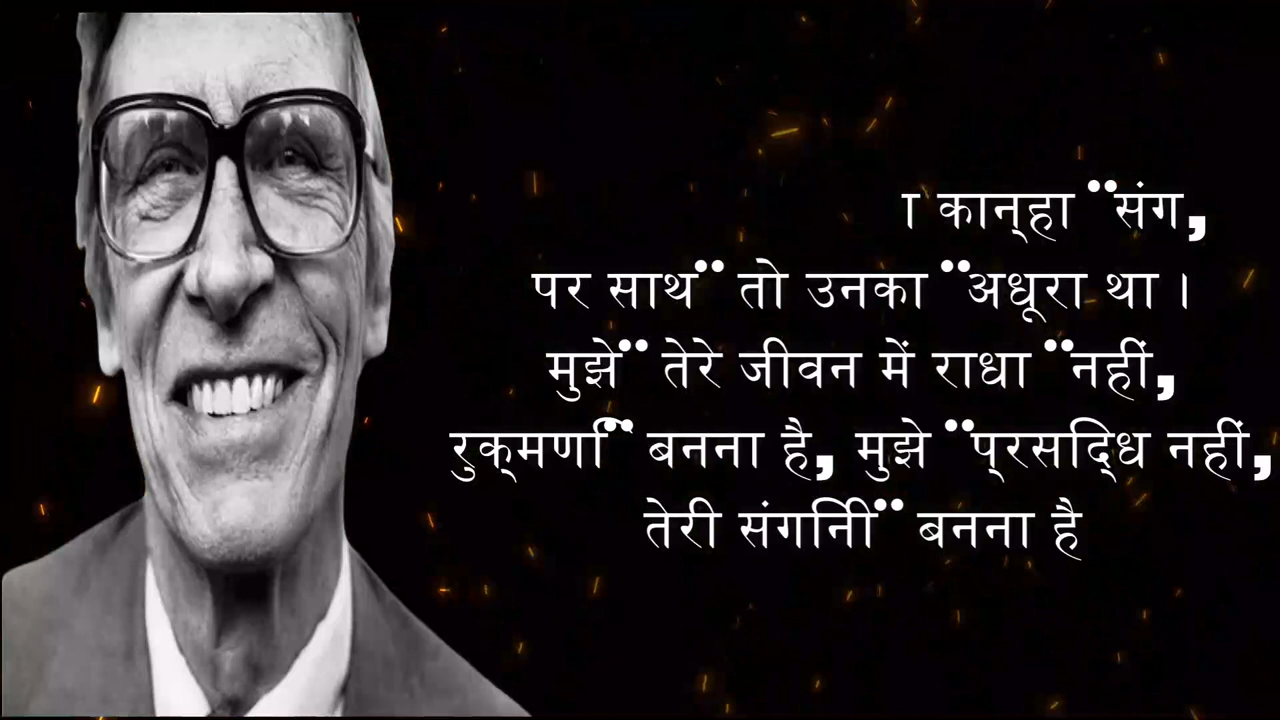 ा कान्हा ¨संग,
पर साथ¨ तो उनका ¨अधूरा था ।
मुझे¨ तेरे जीवन में राधा ¨नहीं,
रुक्मणी¨ बनना है, मुझे ¨प्रसिद्धि नहीं,
तेरी संगिनी¨ बनना है